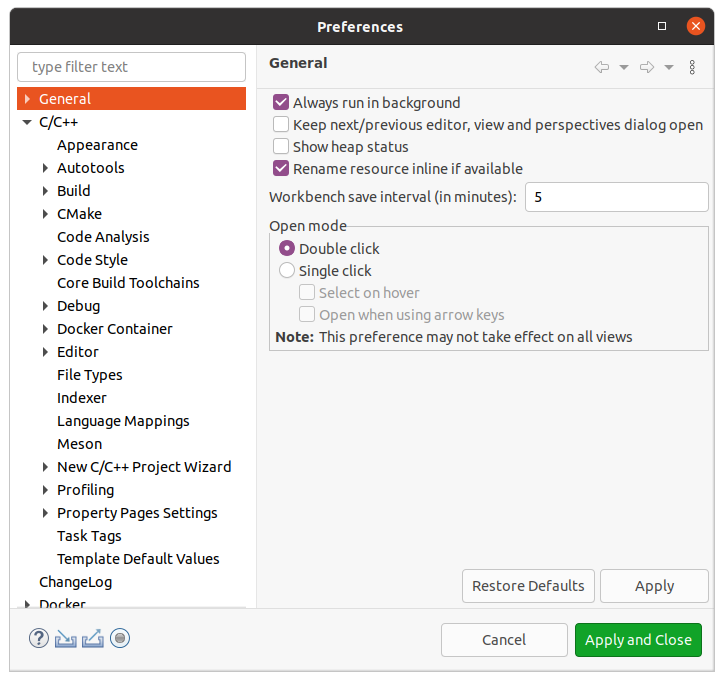 Preferences
type filter text
General
C/C++
Appearance
Autotools
Build
CMake
Code Analysis
Code Style
Core Build Toolchains
Debug
Docker Container
Editor
File Types
Indexer
Language Mappings
Meson
New C/C++ Project Wizard
Profiling
Property Pages Settings
Task Tags
Template Default Values
ChangeLog
Docker
General
Always run in background
Keep next/previous editor, view and perspectives dialog open
Show heap status
Rename resource inline if available
Workbench save interval (in minutes): 5
Open mode
Double click
Single click
Select on hover
Open when using arrow keys
Note: This preference may not take effect on all views
Restore Defaults
Apply
Cancel
Apply and Close